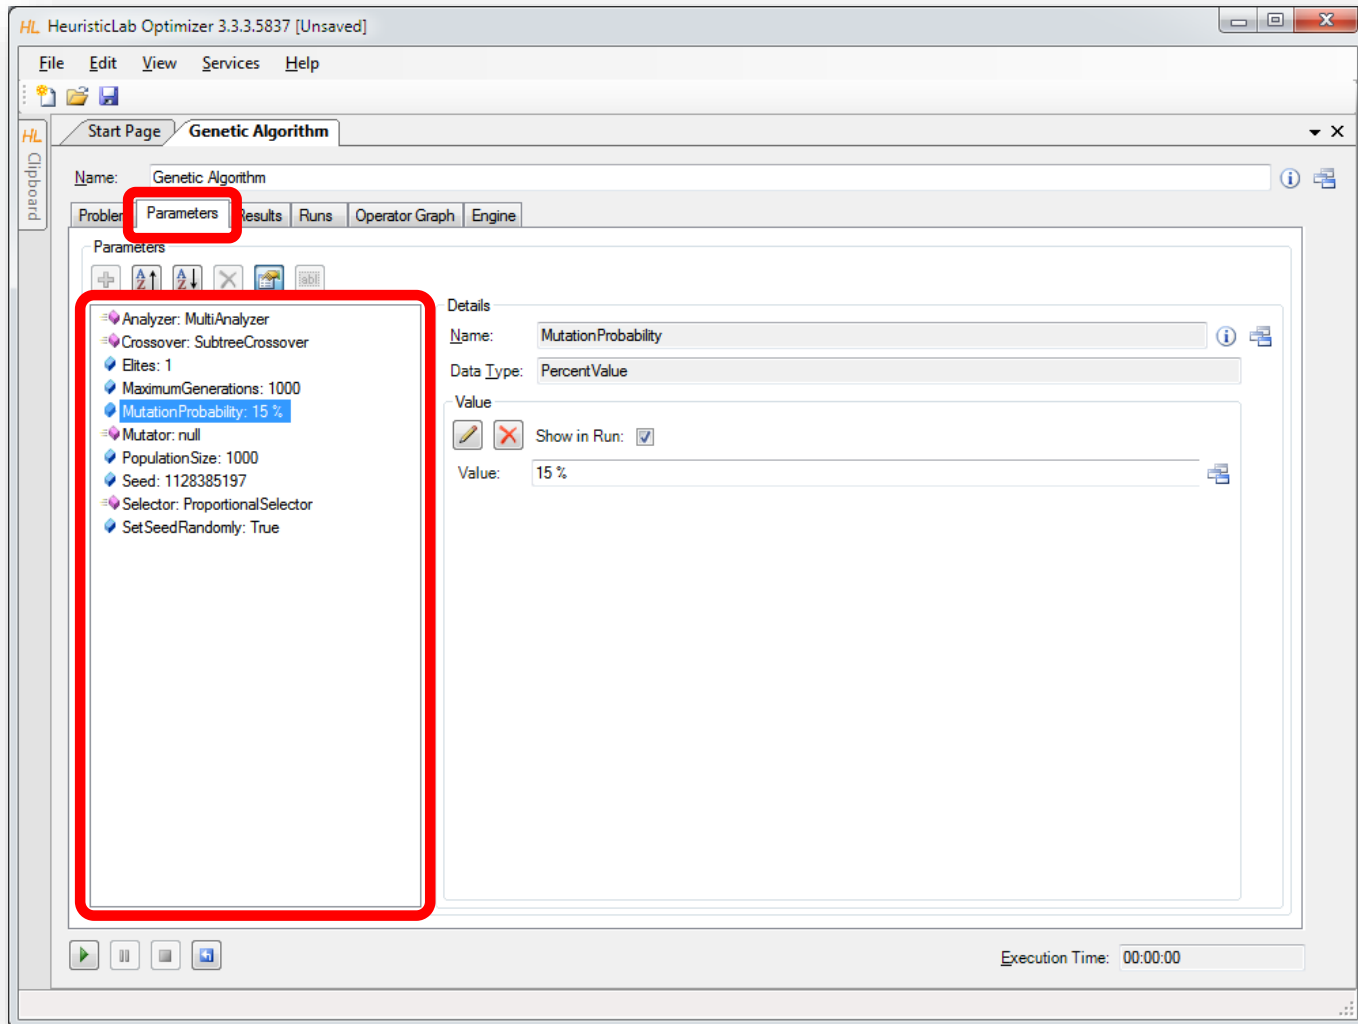 HL HeuristicLab Optimizer 3.3.3.5837 [Unsaved]
File Edit View Services Help
HL Clipboard
Start Page Genetic Algorithm
Name: Genetic Algorithm
Problem Parameters Results Runs Operator Graph Engine
Parameters
Analyzer: MultiAnalyzer
Crossover: SubtreeCrossover
Elites: 1
MaximumGenerations: 1000
MutationProbability: 15 %
Mutator: null
PopulationSize: 1000
Seed: 1128385197
Selector: ProportionalSelector
SetSeedRandomly: True
Details
Name: MutationProbability
Data Type: PercentValue
Value
Show in Run:
Value: 15 %
Execution Time: 00:00:00